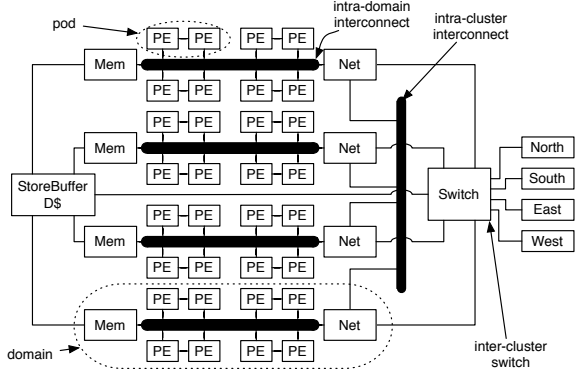 intra-domain
interconnect
intra-cluster
interconnect
pod
PE PE PE PE
Mem Net
PE PE PE PE
PE PE PE PE
Mem Net
PE PE PE PE
North
StoreBuffer
D$
Switch
South
East
West
PE PE PE PE
Mem Net
PE PE PE PE
PE PE PE PE
Mem Net
PE PE PE PE
domain
inter-cluster
switch